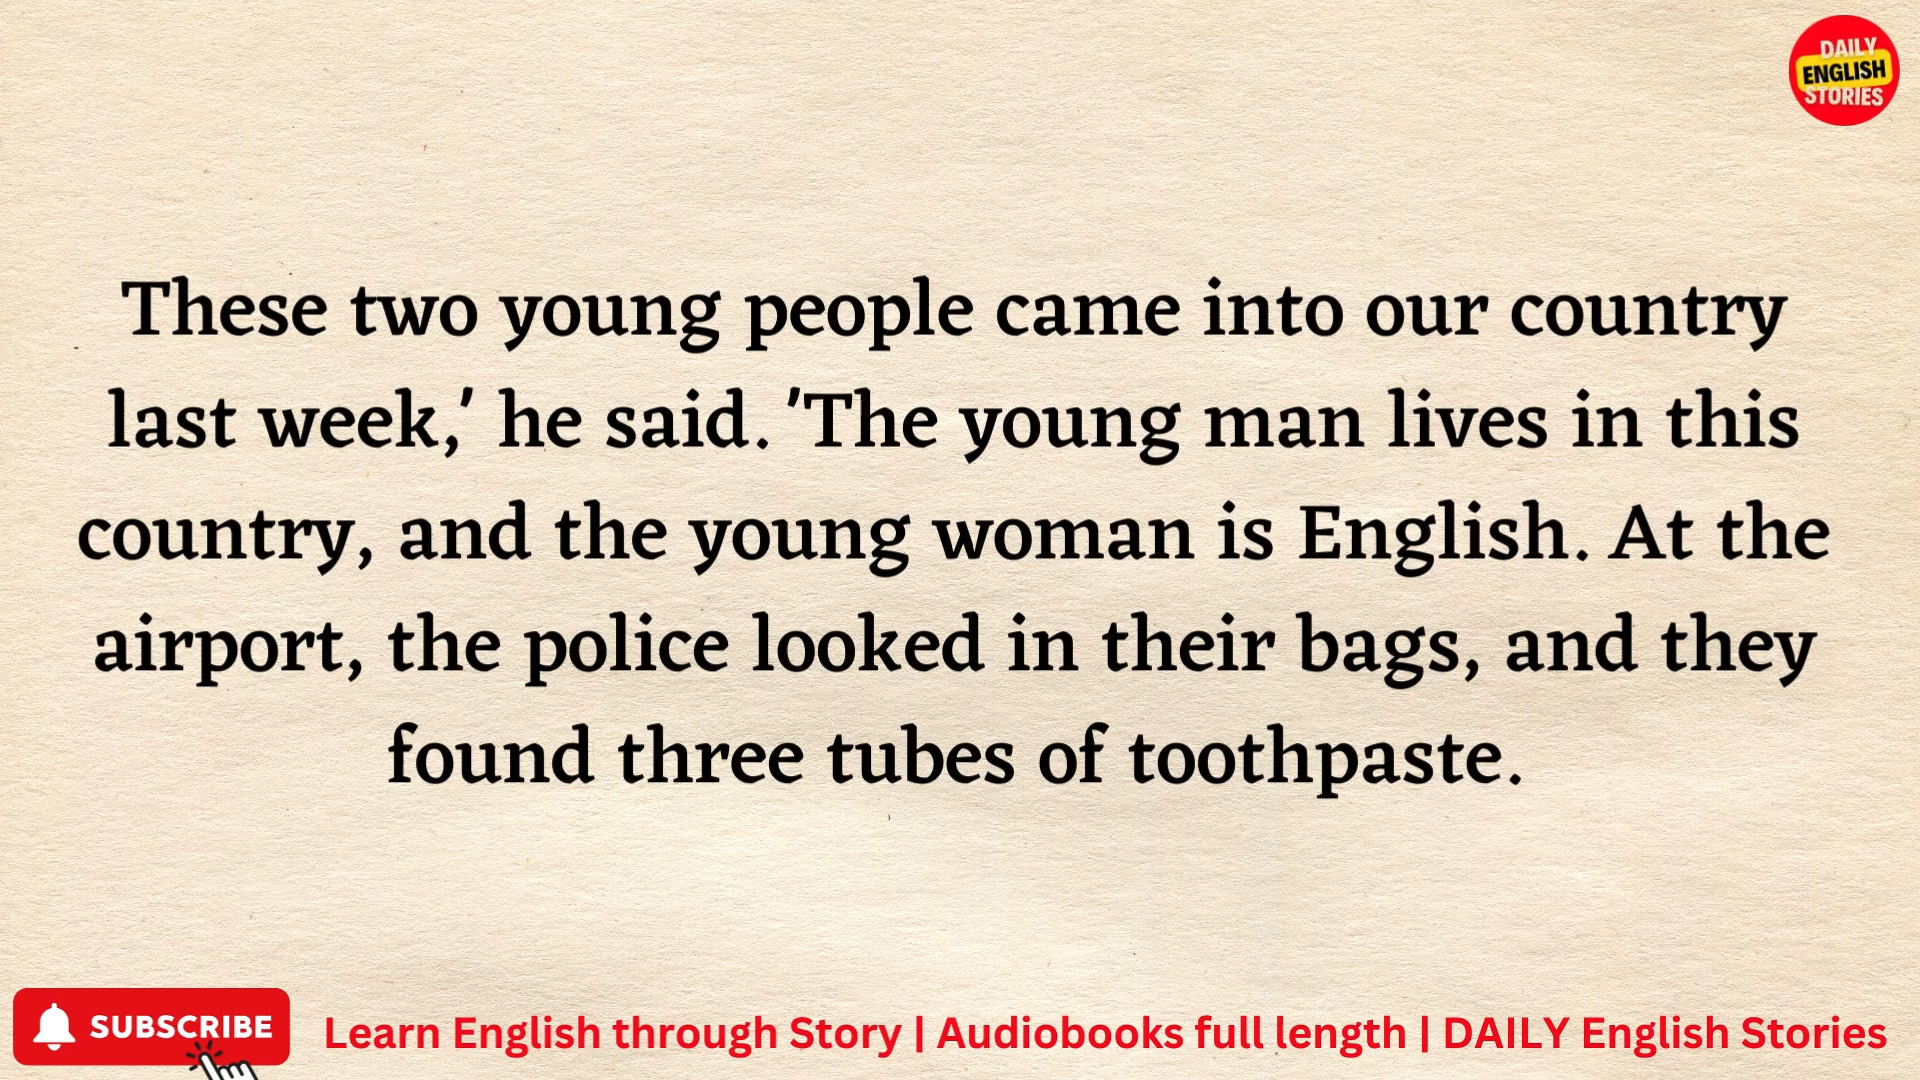 DAILY
ENGLISH
STORIES
These two young people came into our country
last week,' he said. 'The young man lives in this
country, and the young woman is English. At the
airport, the police looked in their bags, and they
found three tubes of toothpaste.
SUBSCRIBE
Learn English through Story | Audiobooks full length | DAILY English Stories